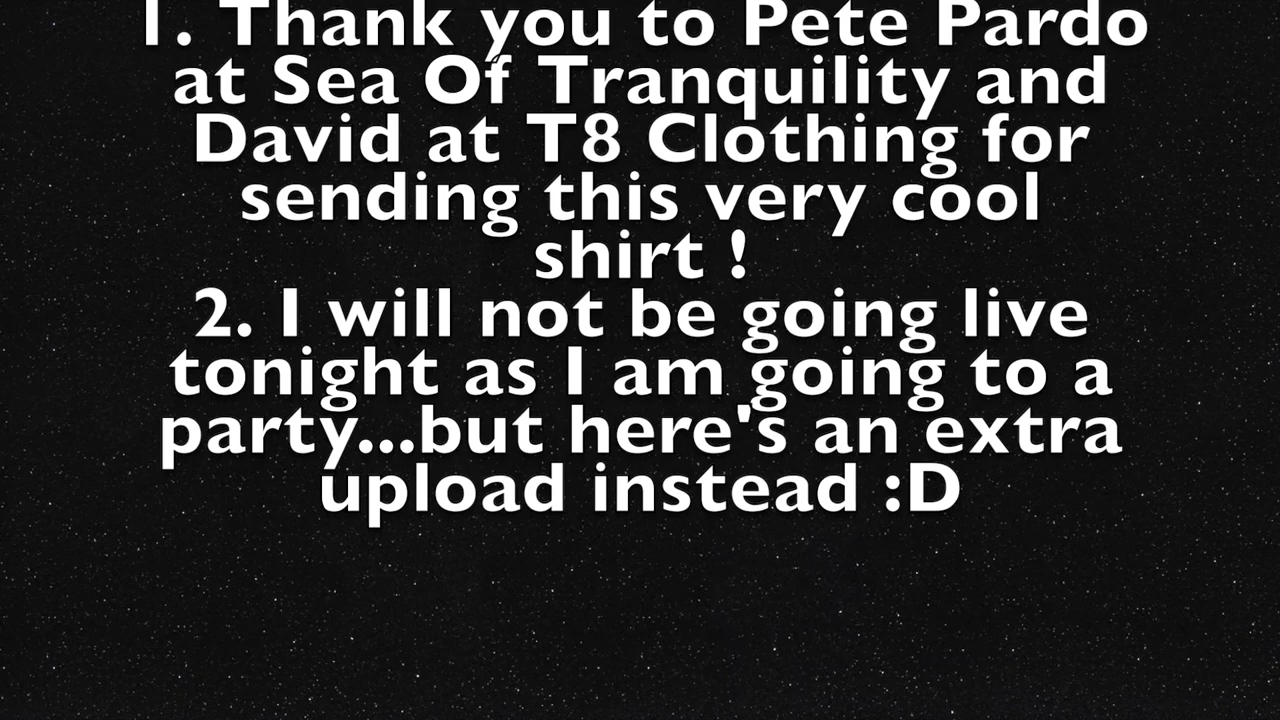 1. Thank you to Pete Pardo
at Sea Of Tranquility and
David at T8 Clothing for
sending this very cool
shirt !
2. I will not be going live
tonight as I am going to a
party...but here's an extra
upload instead :D